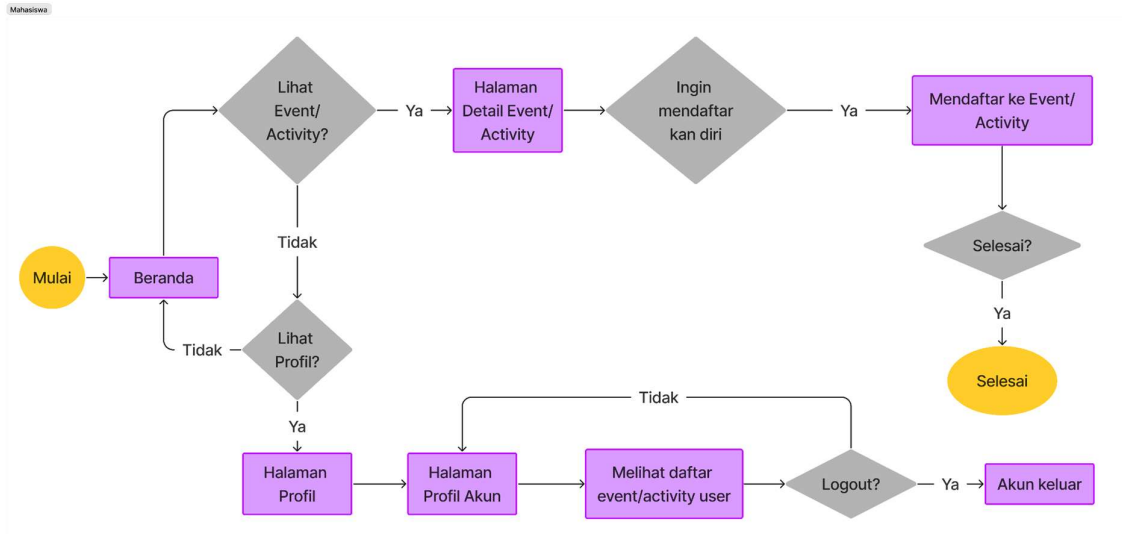 Mahasiswa
Lihat
Event/
Activity?
Ya
Halaman
Detail Event/
Activity
Ingin
mendaftar
kan diri
Ya
Mendaftar ke Event/
Activity
Tidak
Selesai?
Mulai
Beranda
Ya
Tidak
Lihat
Profil?
Selesai
Ya
Tidak
Halaman
Profil
Halaman
Profil Akun
Melihat daftar
event/activity user
Logout?
Ya
Akun keluar